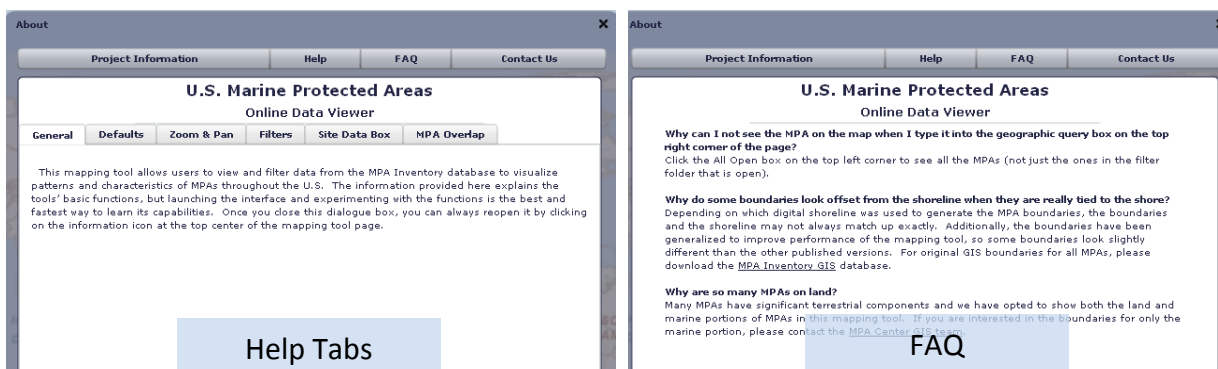 About
Project Information Help FAQ Contact Us
U.S. Marine Protected Areas
Online Data Viewer
General Defaults Zoom & Pan Filters Site Data Box MPA Overlap
This mapping tool allows users to view and filter data from the MPA Inventory database to visualize
patterns and characteristics of MPAs throughout the U.S. The information provided here explains the
tools' basic functions, but launching the interface and experimenting with the functions is the best and
fastest way to learn its capabilities. Once you close this dialogue box, you can always reopen it by clicking
on the information icon at the top center of the mapping tool page.
Help Tabs
About
Project Information Help FAQ Contact Us
U.S. Marine Protected Areas
Online Data Viewer
Why can I not see the MPA on the map when I type it into the geographic query box on the top
right corner of the page?
Click the All Open box on the top left corner to see all the MPAs (not just the ones in the filter
folder that is open).
Why do some boundaries look offset from the shoreline when they are really tied to the shore?
Depending on which digital shoreline was used to generate the MPA boundaries, the boundaries
and the shoreline may not always match up exactly. Additionally, the boundaries have been
generalized to improve performance of the mapping tool, so some boundaries look slightly
different than the other published versions. For original GIS boundaries for all MPAs, please
download the MPA Inventory GIS database.
Why are so many MPAs on land?
Many MPAs have significant terrestrial components and we have opted to show both the land and
marine portions of MPAs in this mapping tool. If you are interested in the boundaries for only the
marine portion, please contact the MPA Center GIS team.
FAQ